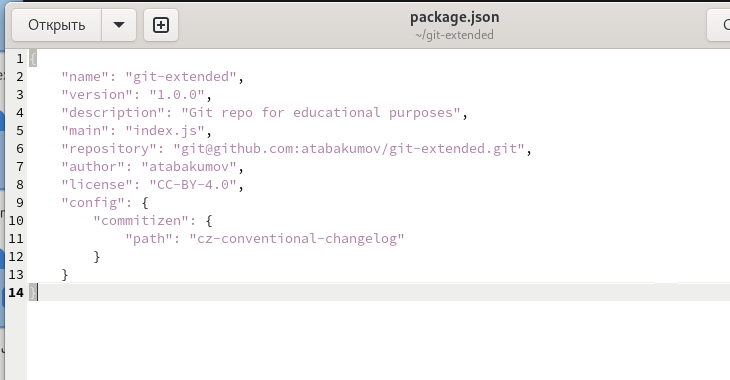 Открыть
package.json
~/git-extended
1 {
2 "name": "git-extended",
3 "version": "1.0.0",
4 "description": "Git repo for educational purposes",
5 "main": "index.js",
6 "repository": "git@github.com:atabakumov/git-extended.git",
7 "author": "atabakumov",
8 "license": "CC-BY-4.0",
9 "config": {
10 "commitizen": {
11 "path": "cz-conventional-changelog"
12 }
13 }
14 }